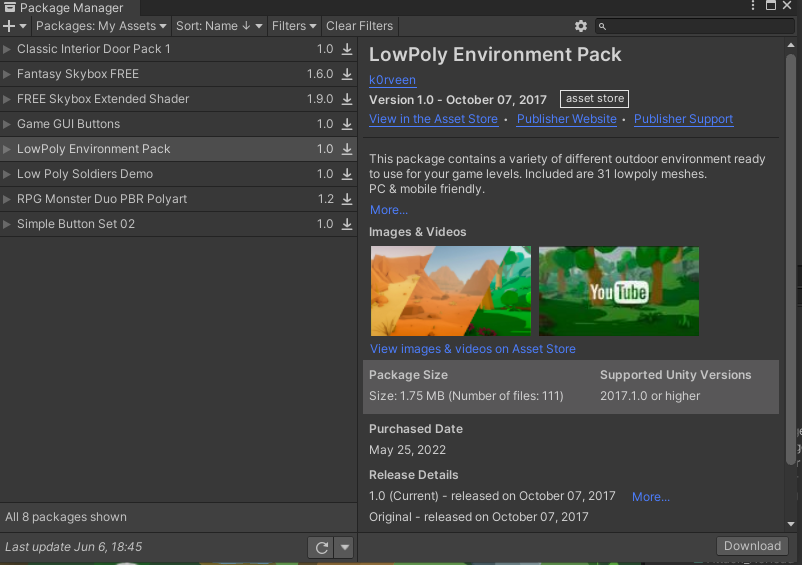 Package Manager
Packages: My Assets Sort: Name ↓ Filters Clear Filters
Classic Interior Door Pack 1 1.0
Fantasy Skybox FREE 1.6.0
FREE Skybox Extended Shader 1.9.0
Game GUI Buttons 1.0
LowPoly Environment Pack 1.0
Low Poly Soldiers Demo 1.0
RPG Monster Duo PBR Polyart 1.2
Simple Button Set 02 1.0
All 8 packages shown
Last update Jun 6, 18:45
LowPoly Environment Pack
k0rveen
Version 1.0 - October 07, 2017 asset store
View in the Asset Store • Publisher Website • Publisher Support
This package contains a variety of different outdoor environment ready
to use for your game levels. Included are 31 lowpoly meshes.
PC & mobile friendly.
More...
Images & Videos
YouTube
View images & videos on Asset Store
Package Size Supported Unity Versions
Size: 1.75 MB (Number of files: 111) 2017.1.0 or higher
Purchased Date
May 25, 2022
Release Details
1.0 (Current) - released on October 07, 2017 More...
Original - released on October 07, 2017
Download